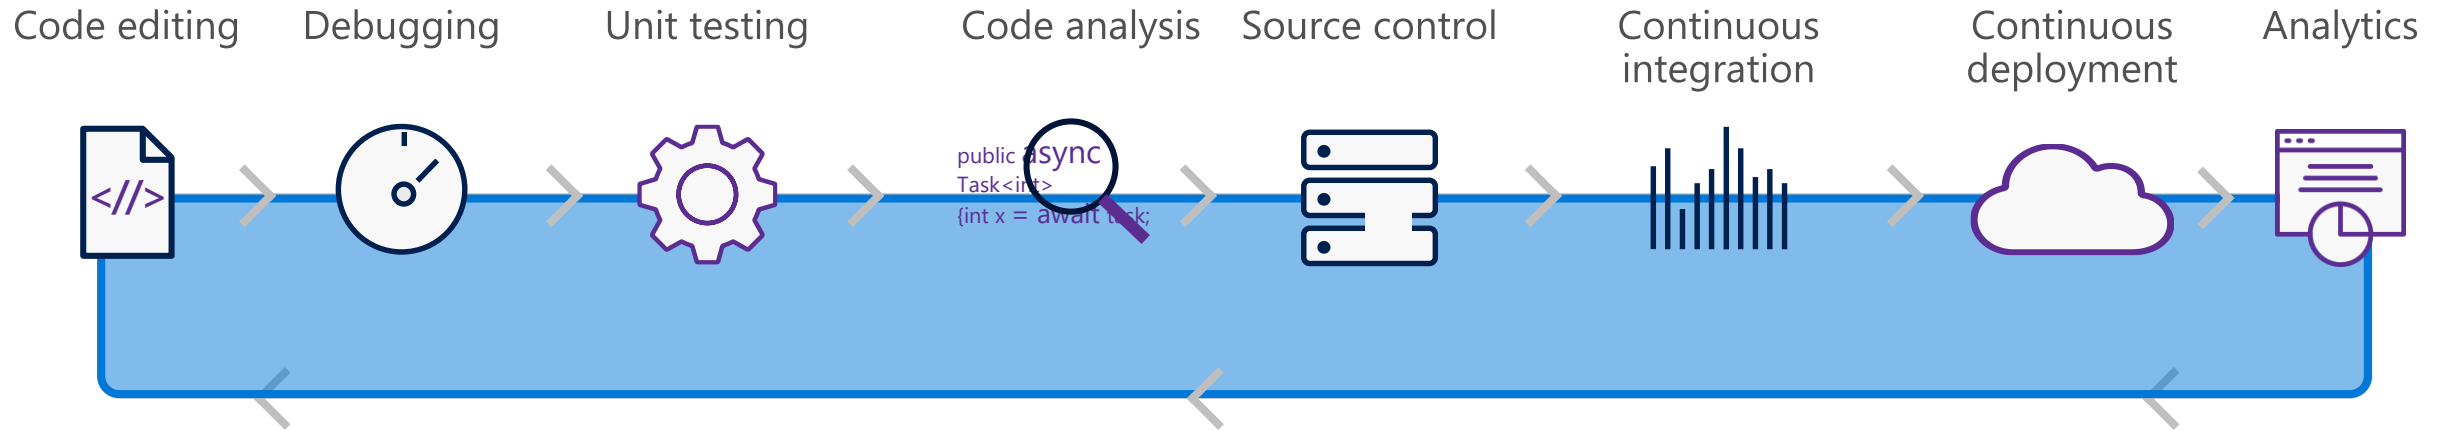 Code editing
Debugging
Unit testing
Code analysis
Source control
Continuous
integration
Continuous
deployment
Analytics
<//>
public async
Task<int>
{int x = await task;